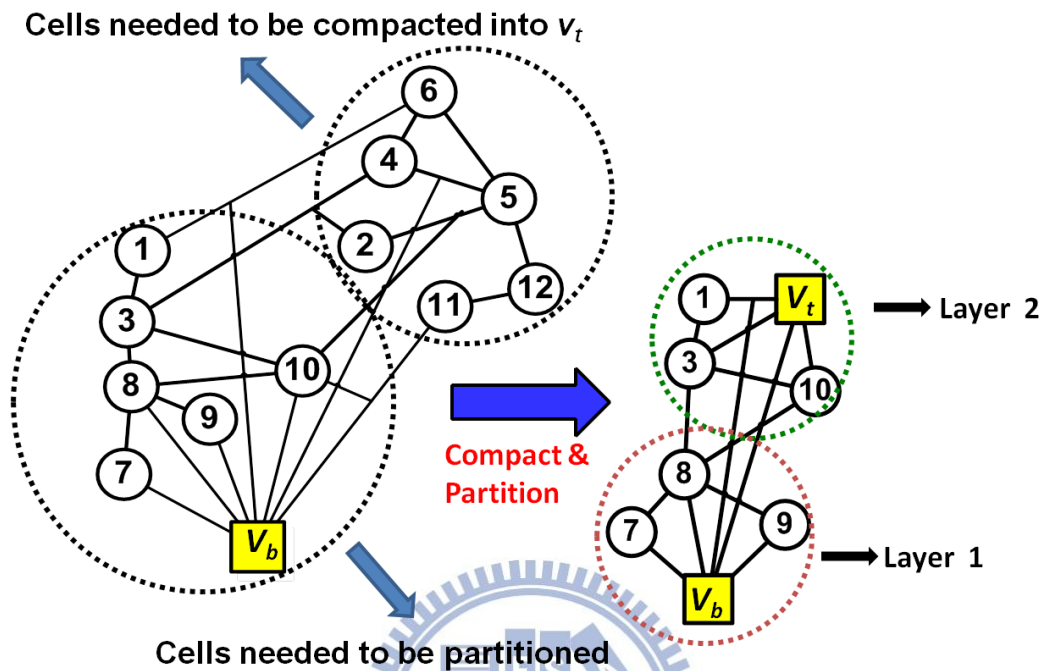 Cells needed to be compacted into vt
6
4
5
1
2
12
11
3
10
8
9
7
Vb
Compact &
Partition
1
Vt
Layer 2
3
10
8
7
9
Layer 1
Vb
Cells needed to be partitioned